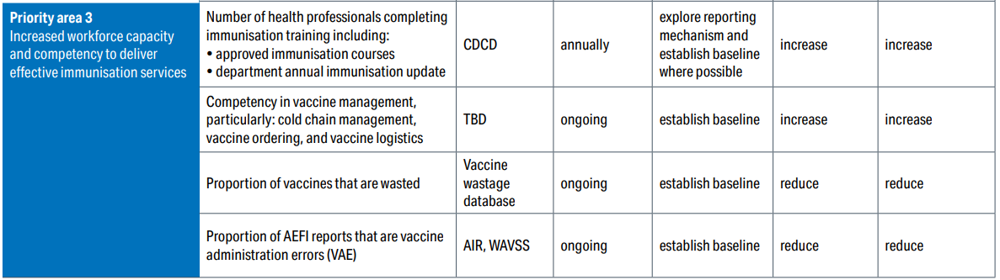 Priority area 3
Increased workforce capacity
and competency to deliver
effective immunisation services
Number of health professionals completing
immunisation training including:
• approved immunisation courses
• department annual immunisation update
CDCD
annually
explore reporting
mechanism and
establish baseline
where possible
increase
increase
Competency in vaccine management,
particularly: cold chain management,
vaccine ordering, and vaccine logistics
TBD
ongoing
establish baseline
increase
increase
Proportion of vaccines that are wasted
Vaccine
wastage
database
ongoing
establish baseline
reduce
reduce
Proportion of AEFI reports that are vaccine
administration errors (VAE)
AIR, WAVSS
ongoing
establish baseline
reduce
reduce